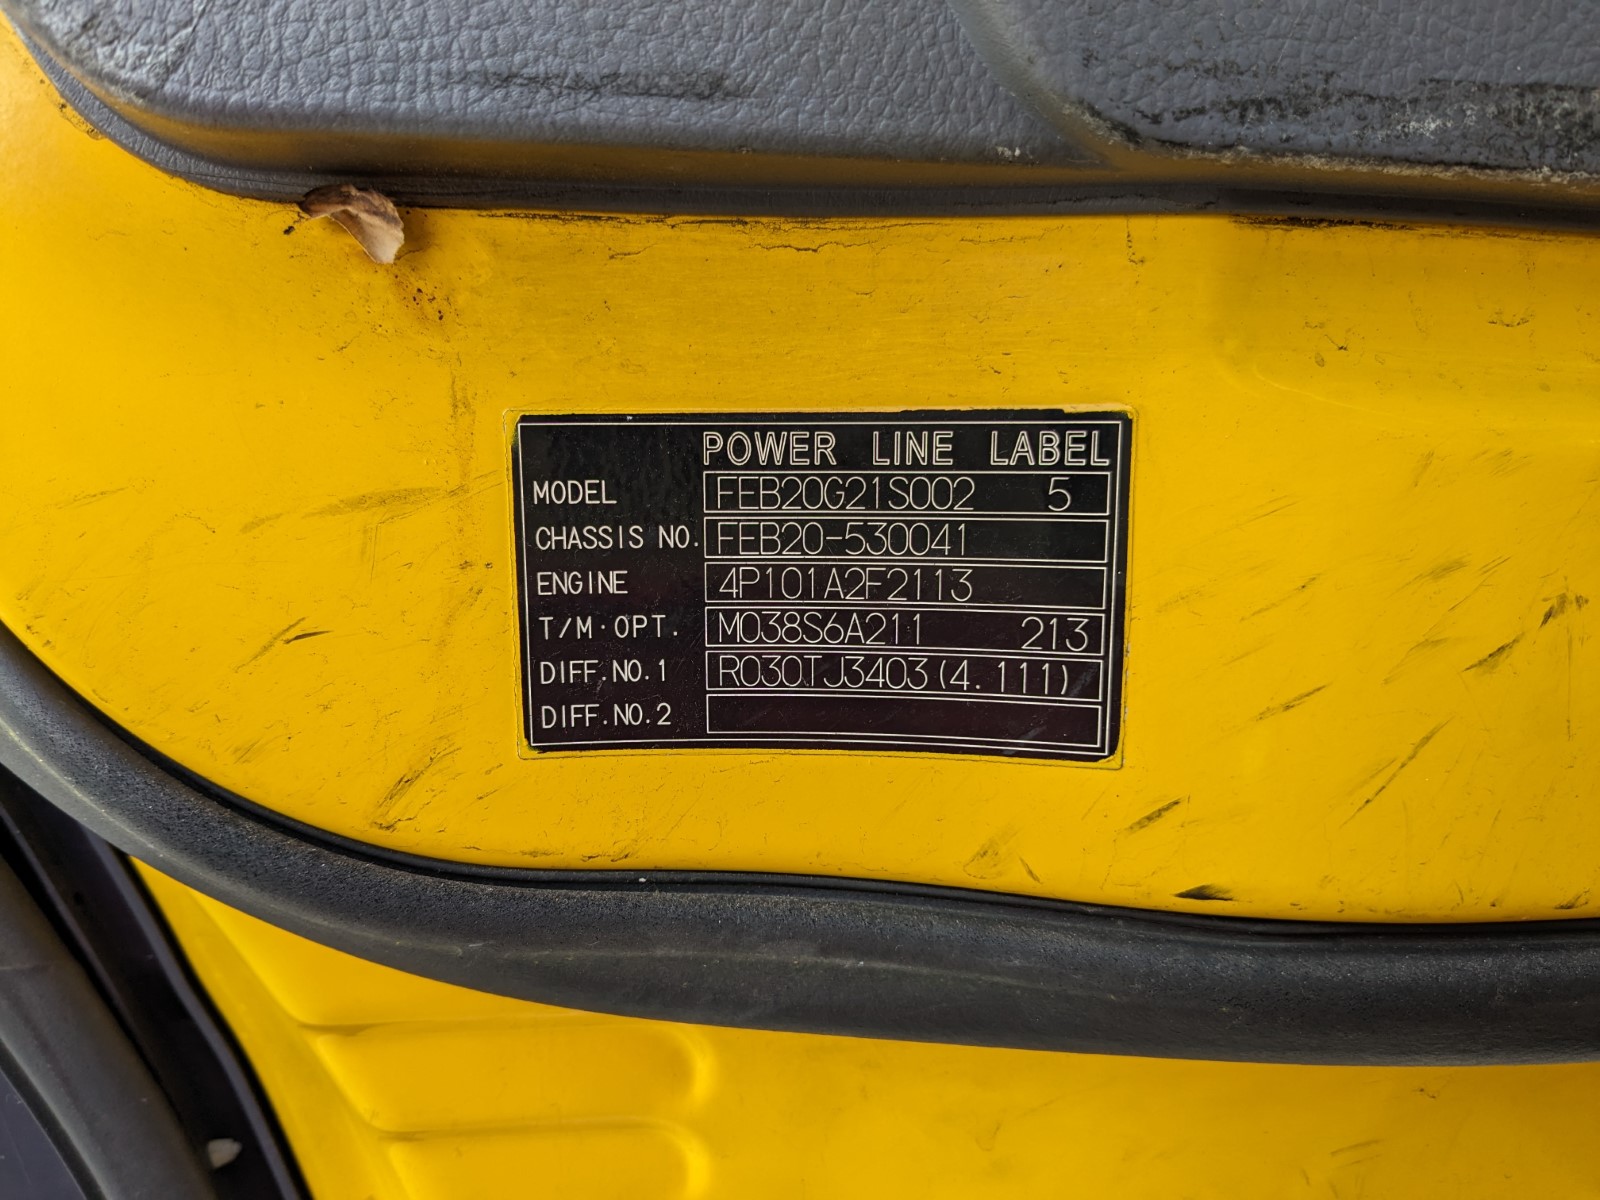 POWER LINE LABEL
MODEL FEB20G21S002 5
CHASSIS NO. FEB20-530041
ENGINE 4P101A2F2113
T/M·OPT. M038S6A211 213
DIFF.NO.1 R030TJ3403(4.111)
DIFF.NO.2